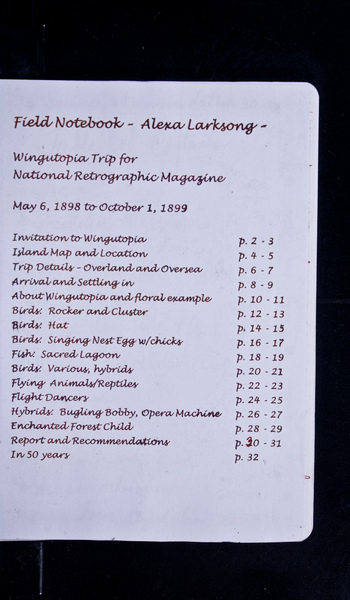 Field Notebook - Alexa Larksong -
Wingutopia Trip for
National Retrographic Magazine
May 6, 1898 to October 1, 1899
Invitation to Wingutopia p. 2 - 3
Island Map and Location p. 4 - 5
Trip Details - Overland and Oversea p. 6 - 7
Arrival and Settling in p. 8 - 9
About Wingutopia and floral example p. 10 - 11
Birds: Rocker and Cluster p. 12 - 13
Birds: Hat p. 14 - 15
Birds: Singing Nest Egg w/chicks p. 16 - 17
Fish: Sacred Lagoon p. 18 - 19
Birds: Various, hybrids p. 20 - 21
Flying Animals/Reptiles p. 22 - 23
Flight Dancers p. 24 - 25
Hybrids: Bugling Bobby, Opera Machine p. 26 - 27
Enchanted Forest Child p. 28 - 29
Report and Recommendations p. 30 - 31
In 50 years p. 32